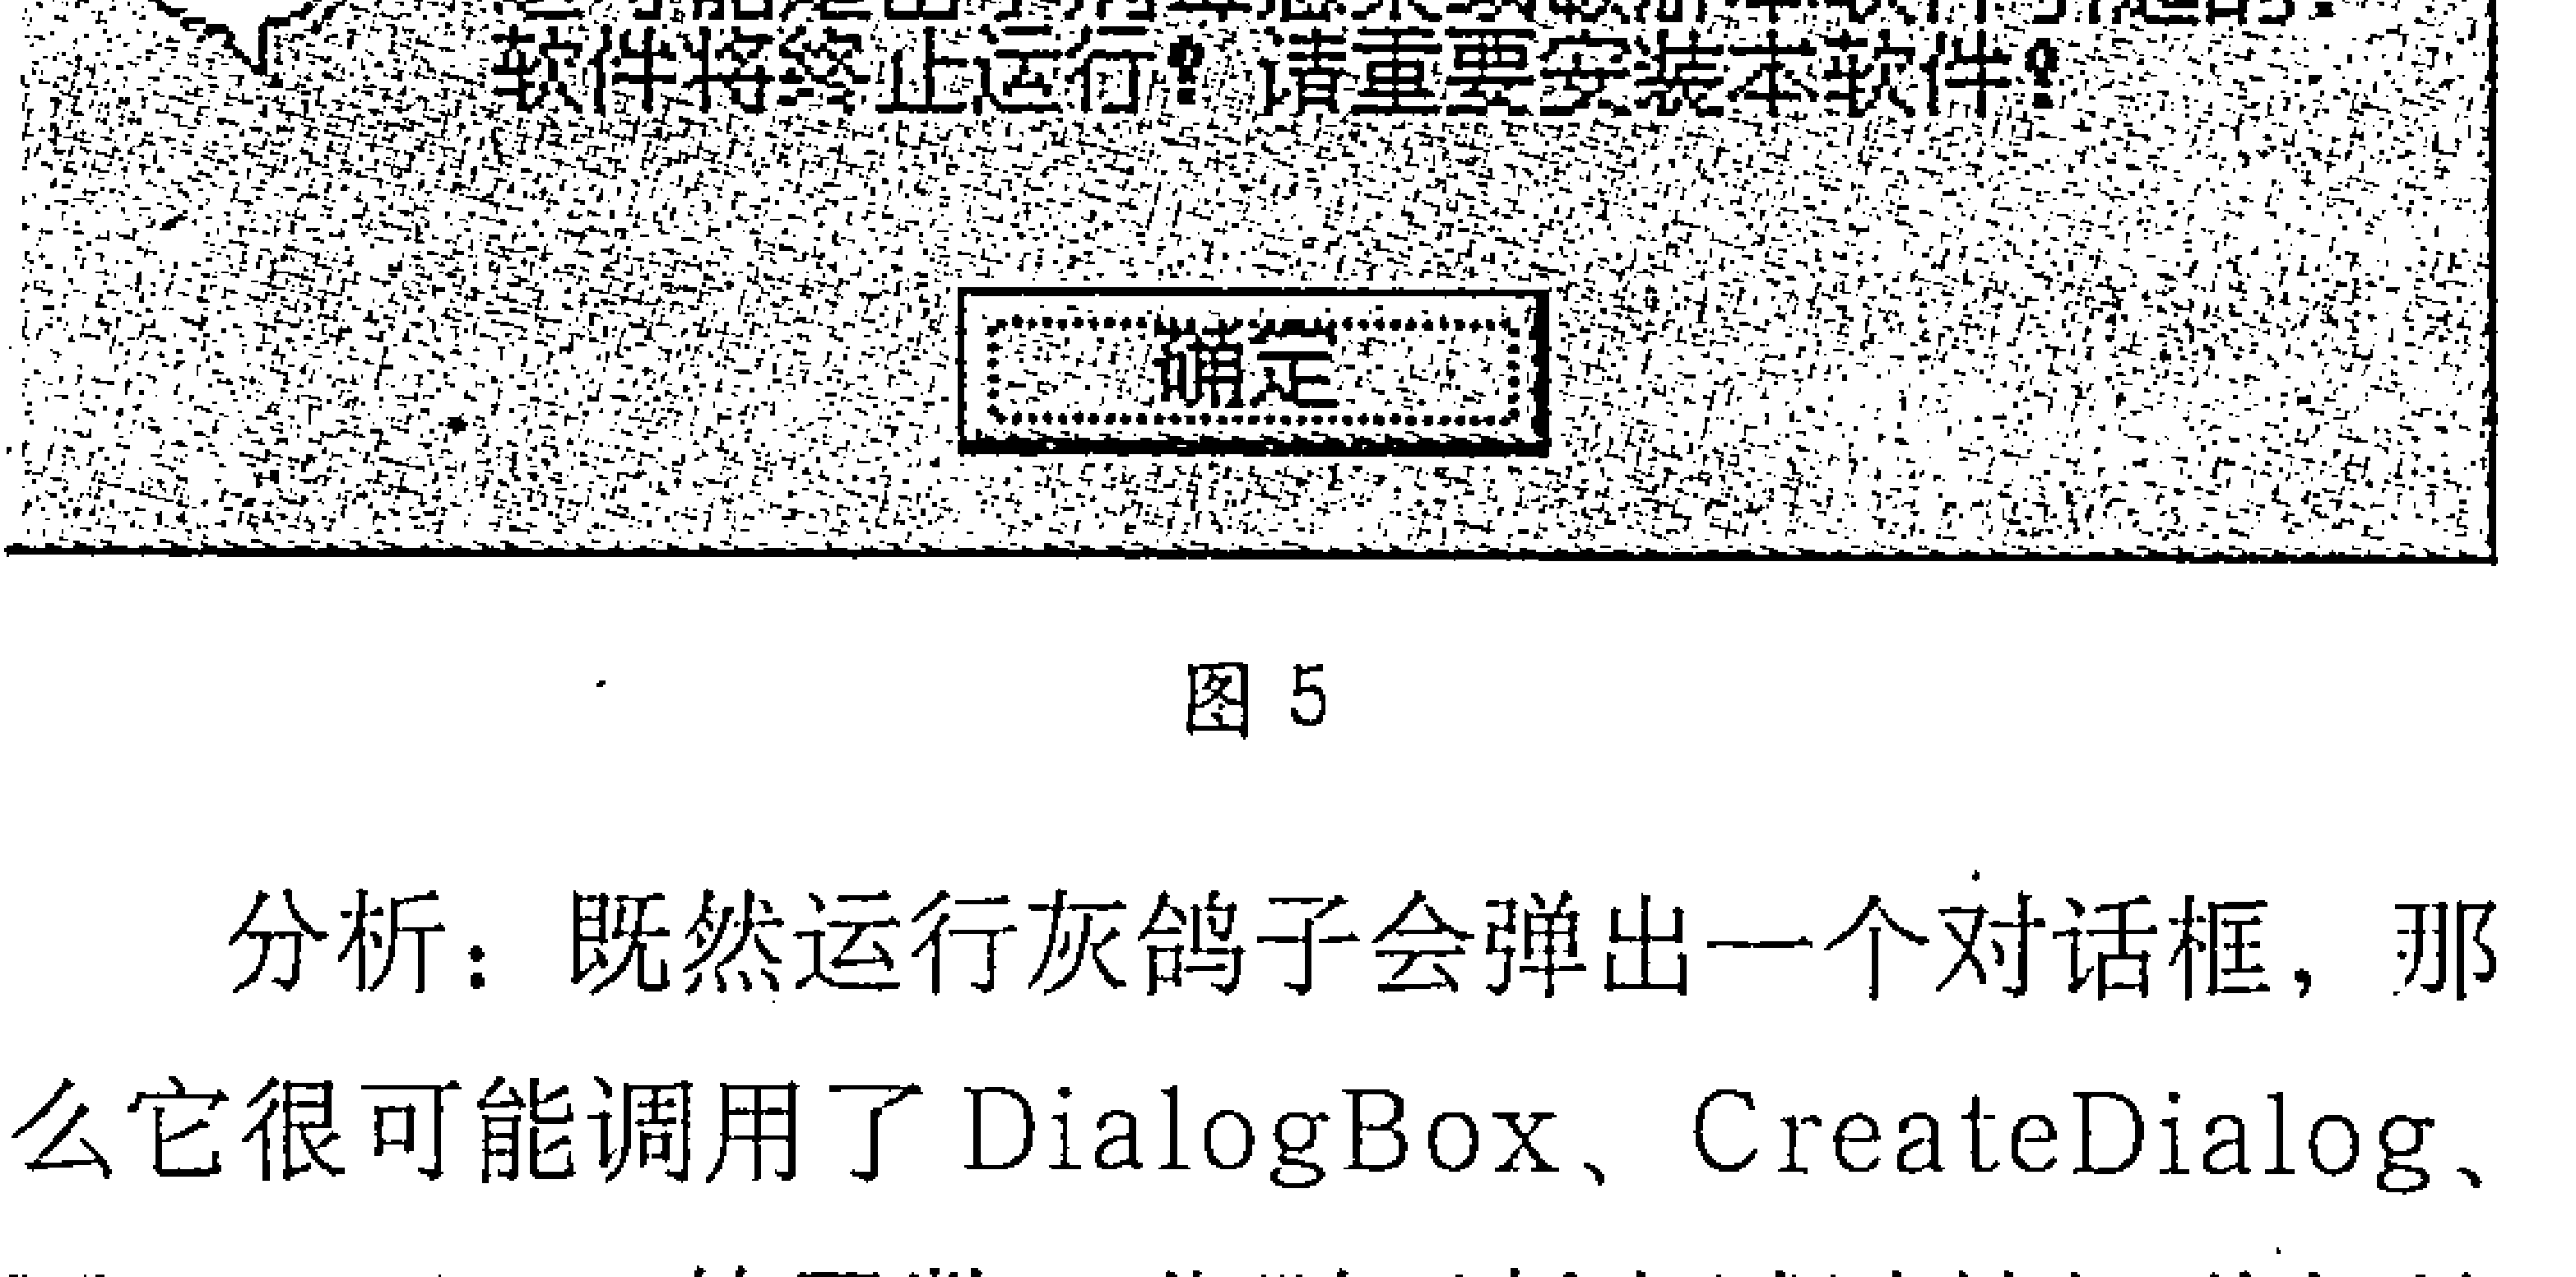 软件将终止运行！请重要安装本软件！
确定
图 5
分析：既然运行灰鸽子会弹出一个对话框，那
么它很可能调用了 DialogBox、CreateDialog、